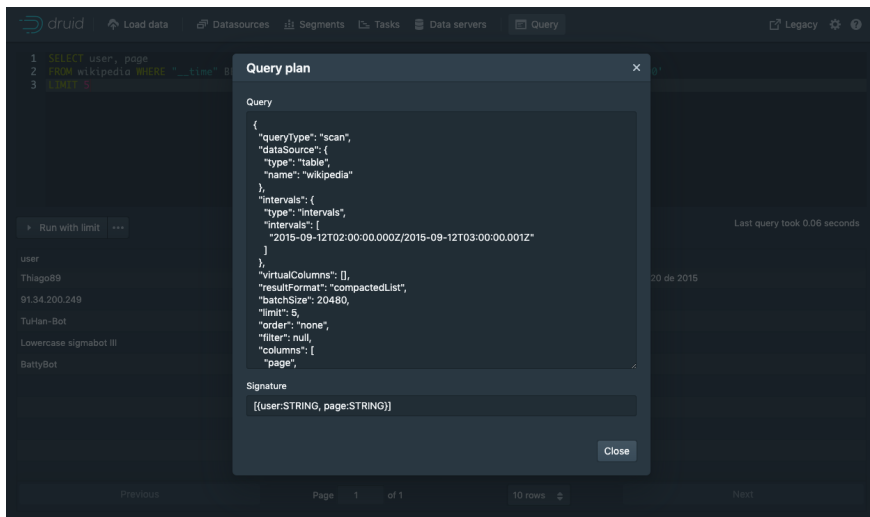 druid
Load data
Datasources
Segments
Tasks
Data servers
Query
Legacy
1 SELECT user, page
2 FROM wikipedia WHERE "__time"
3 LIMIT 5
Query plan
Query
{
"queryType": "scan",
"dataSource": {
"type": "table",
"name": "wikipedia"
},
"intervals": {
"type": "intervals",
"intervals": [
"2015-09-12T02:00:00.000Z/2015-09-12T03:00:00.001Z"
]
},
"virtualColumns": [],
"resultFormat": "compactedList",
"batchSize": 20480,
"limit": 5,
"order": "none",
"filter": null,
"columns": [
"page",
Signature
[{user:STRING, page:STRING}]
Close
Run with limit
Last query took 0.06 seconds
user
Thiago89
20 de 2015
91.34.200.249
TuHan-Bot
Lowercase sigmabot III
BattyBot
Previous
Page 1 of 1
10 rows
Next